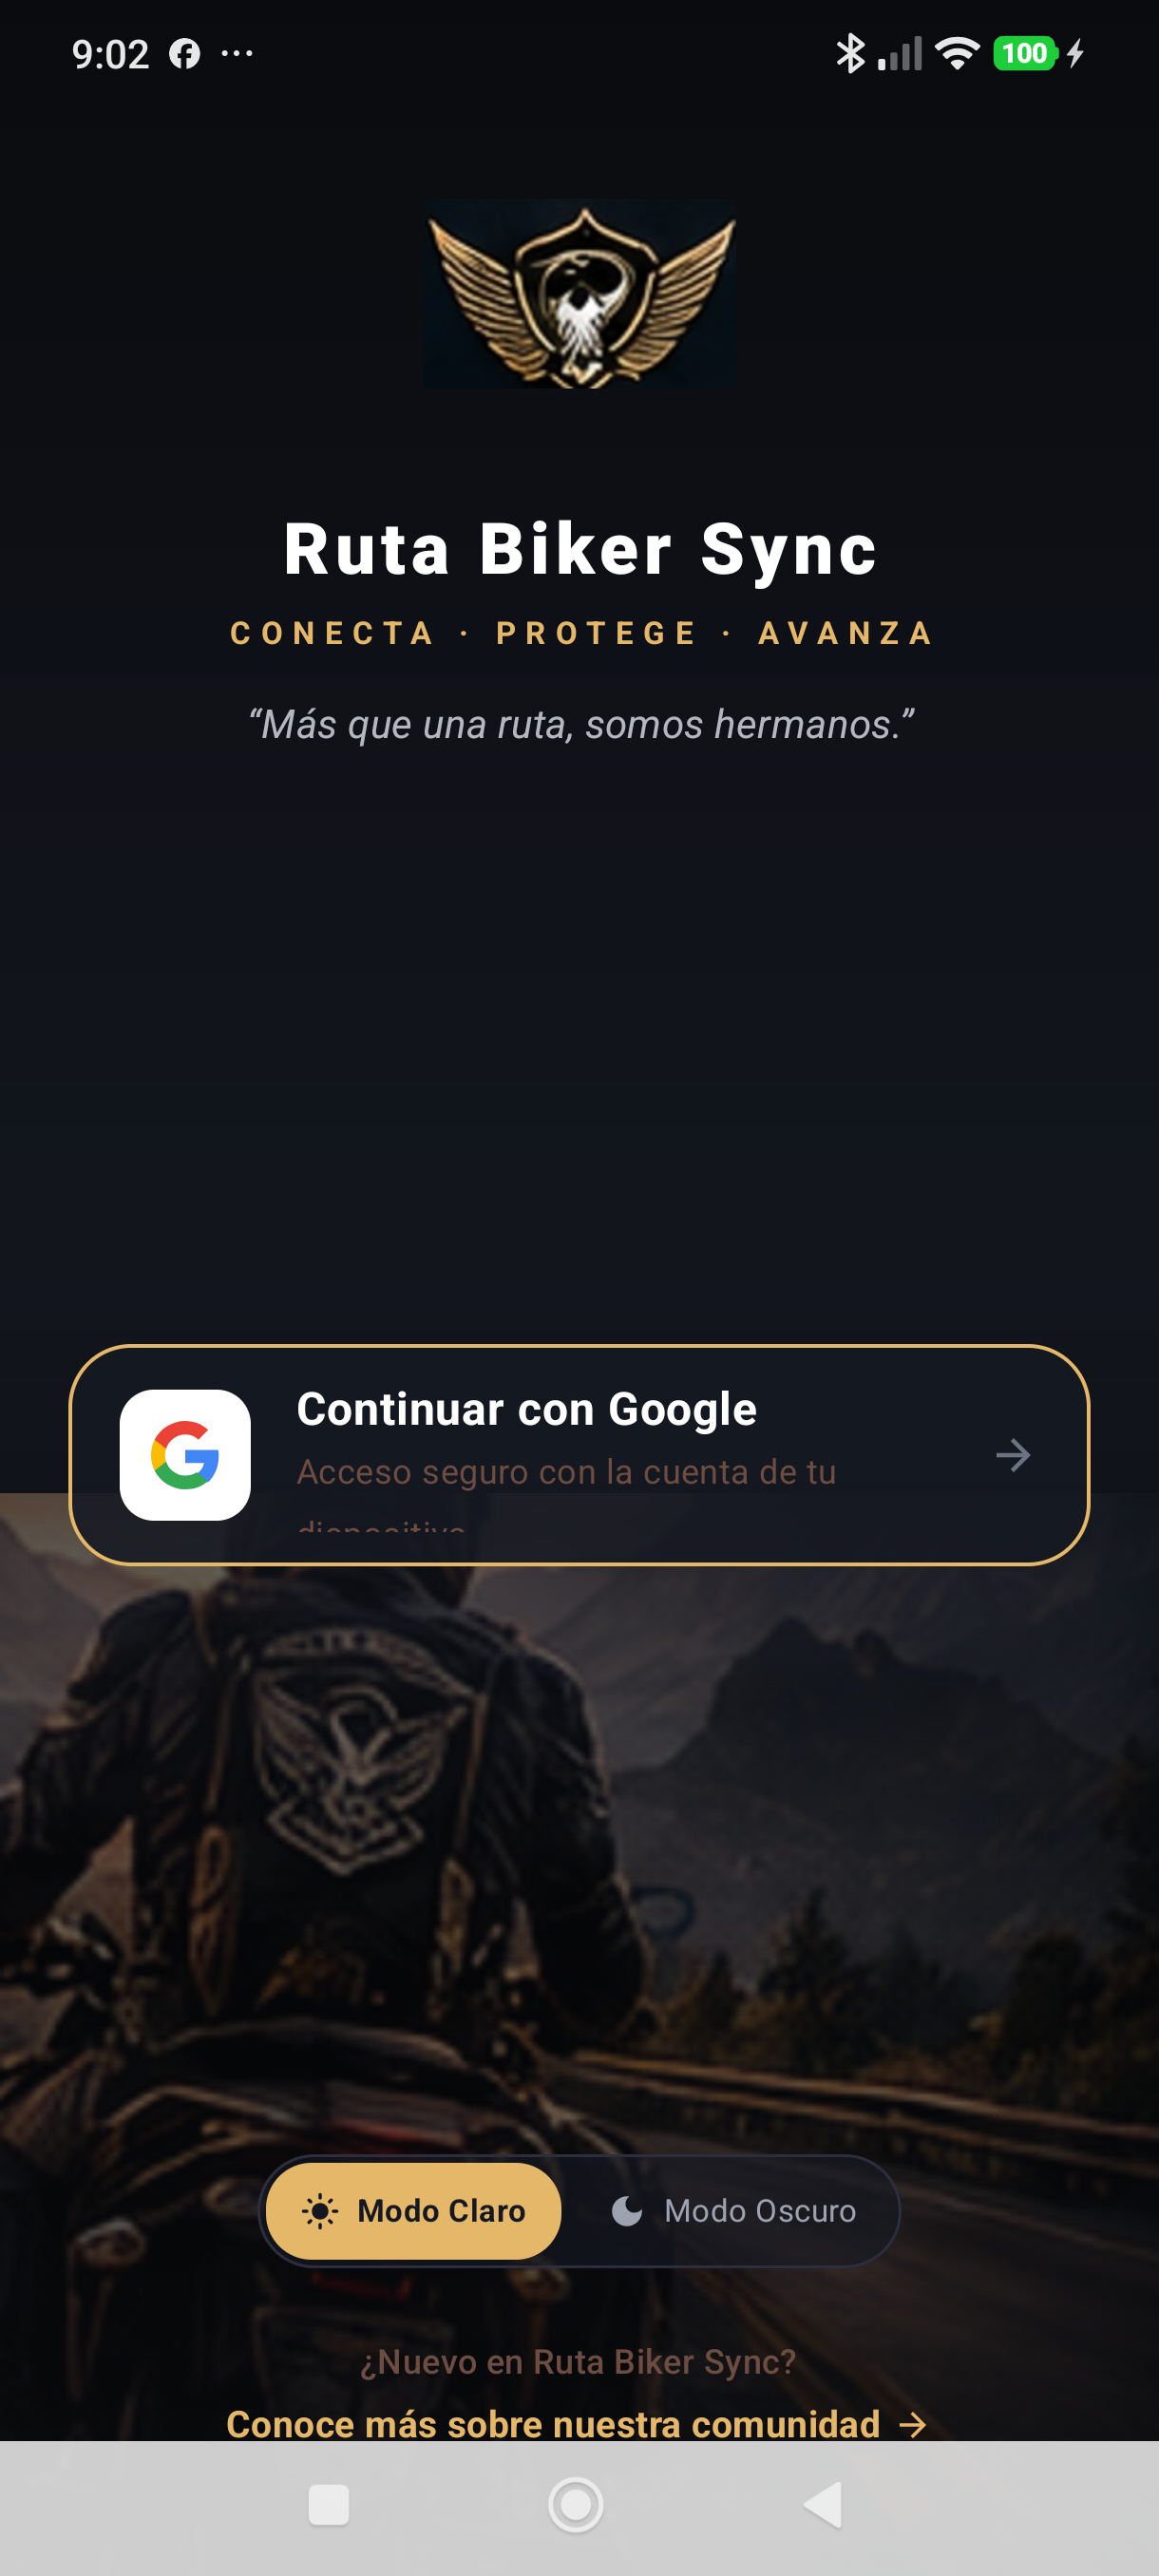 9:02
100
Ruta Biker Sync
CONECTA · PROTEGE · AVANZA
“Más que una ruta, somos hermanos.”
Continuar con Google
Acceso seguro con la cuenta de tu
dispositivo
Modo Claro
Modo Oscuro
¿Nuevo en Ruta Biker Sync?
Conoce más sobre nuestra comunidad →